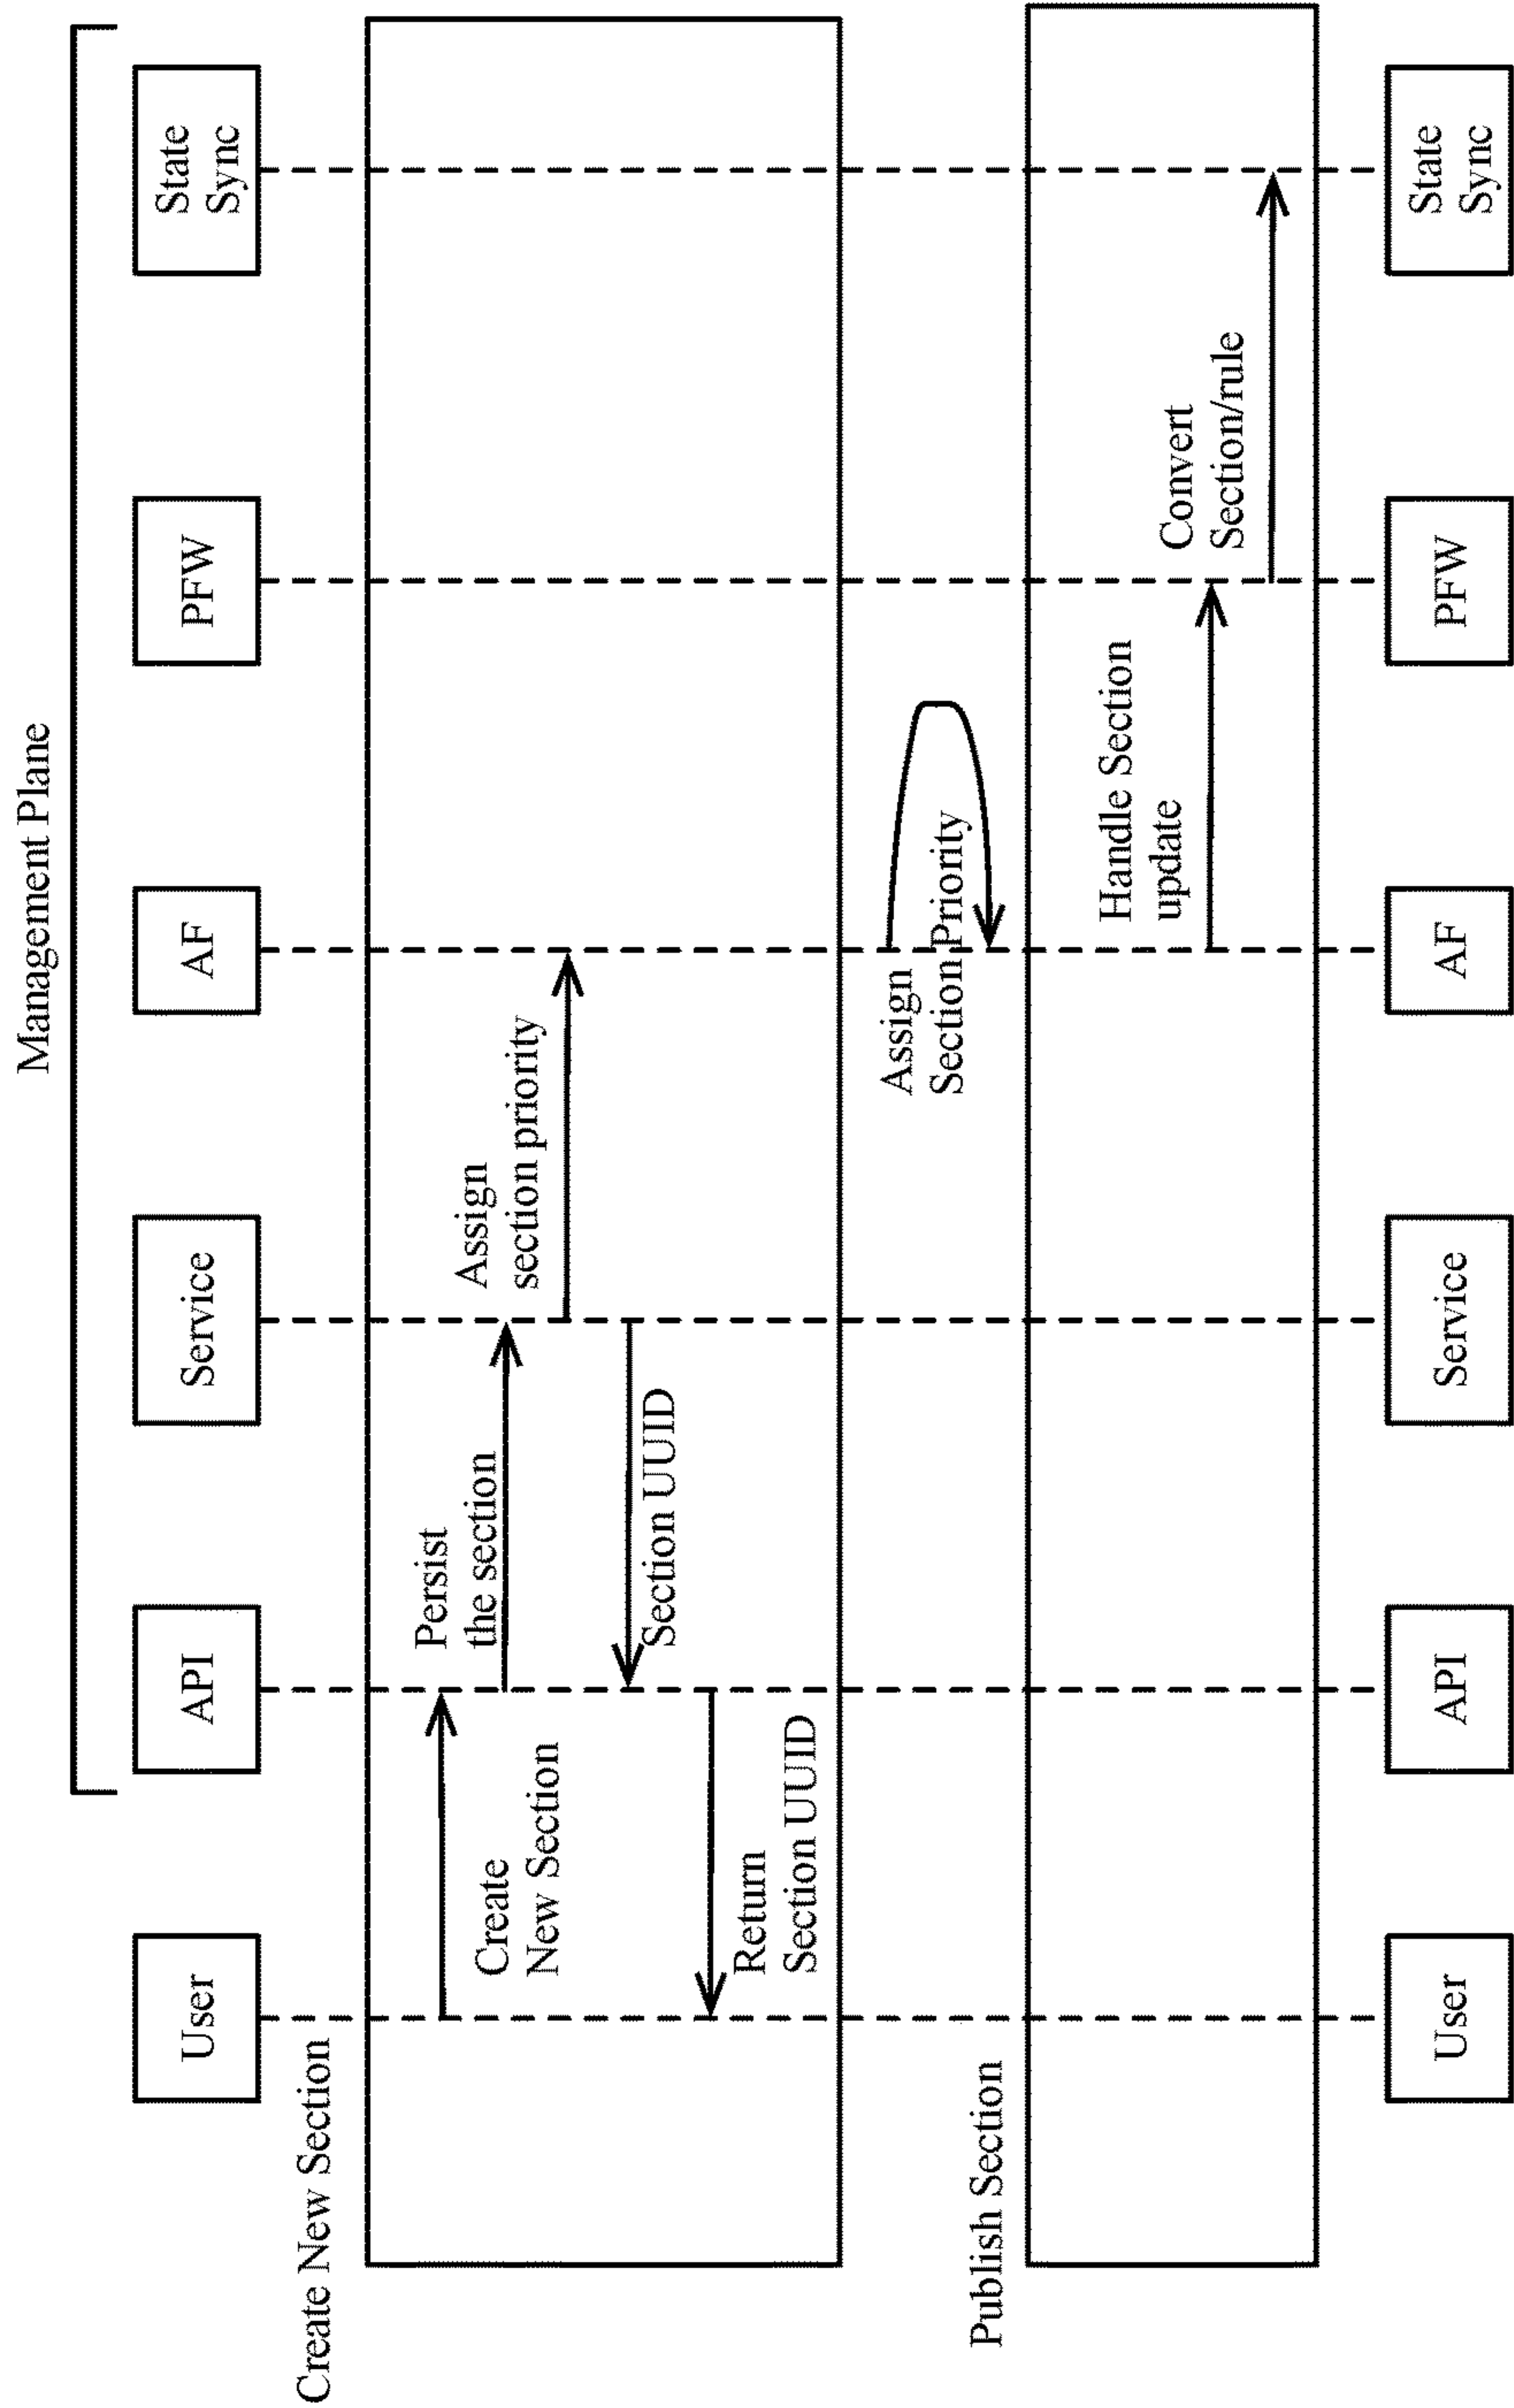 Management Plane
User
API
Service
AF
PFW
State
Sync
Create New Section
Create
New Section
Persist
the section
Assign
section priority
Section UUID
Return
Section UUID
Assign
Section Priority
Publish Section
Handle Section
update
Convert
Section/rule
User
API
Service
AF
PFW
State
Sync